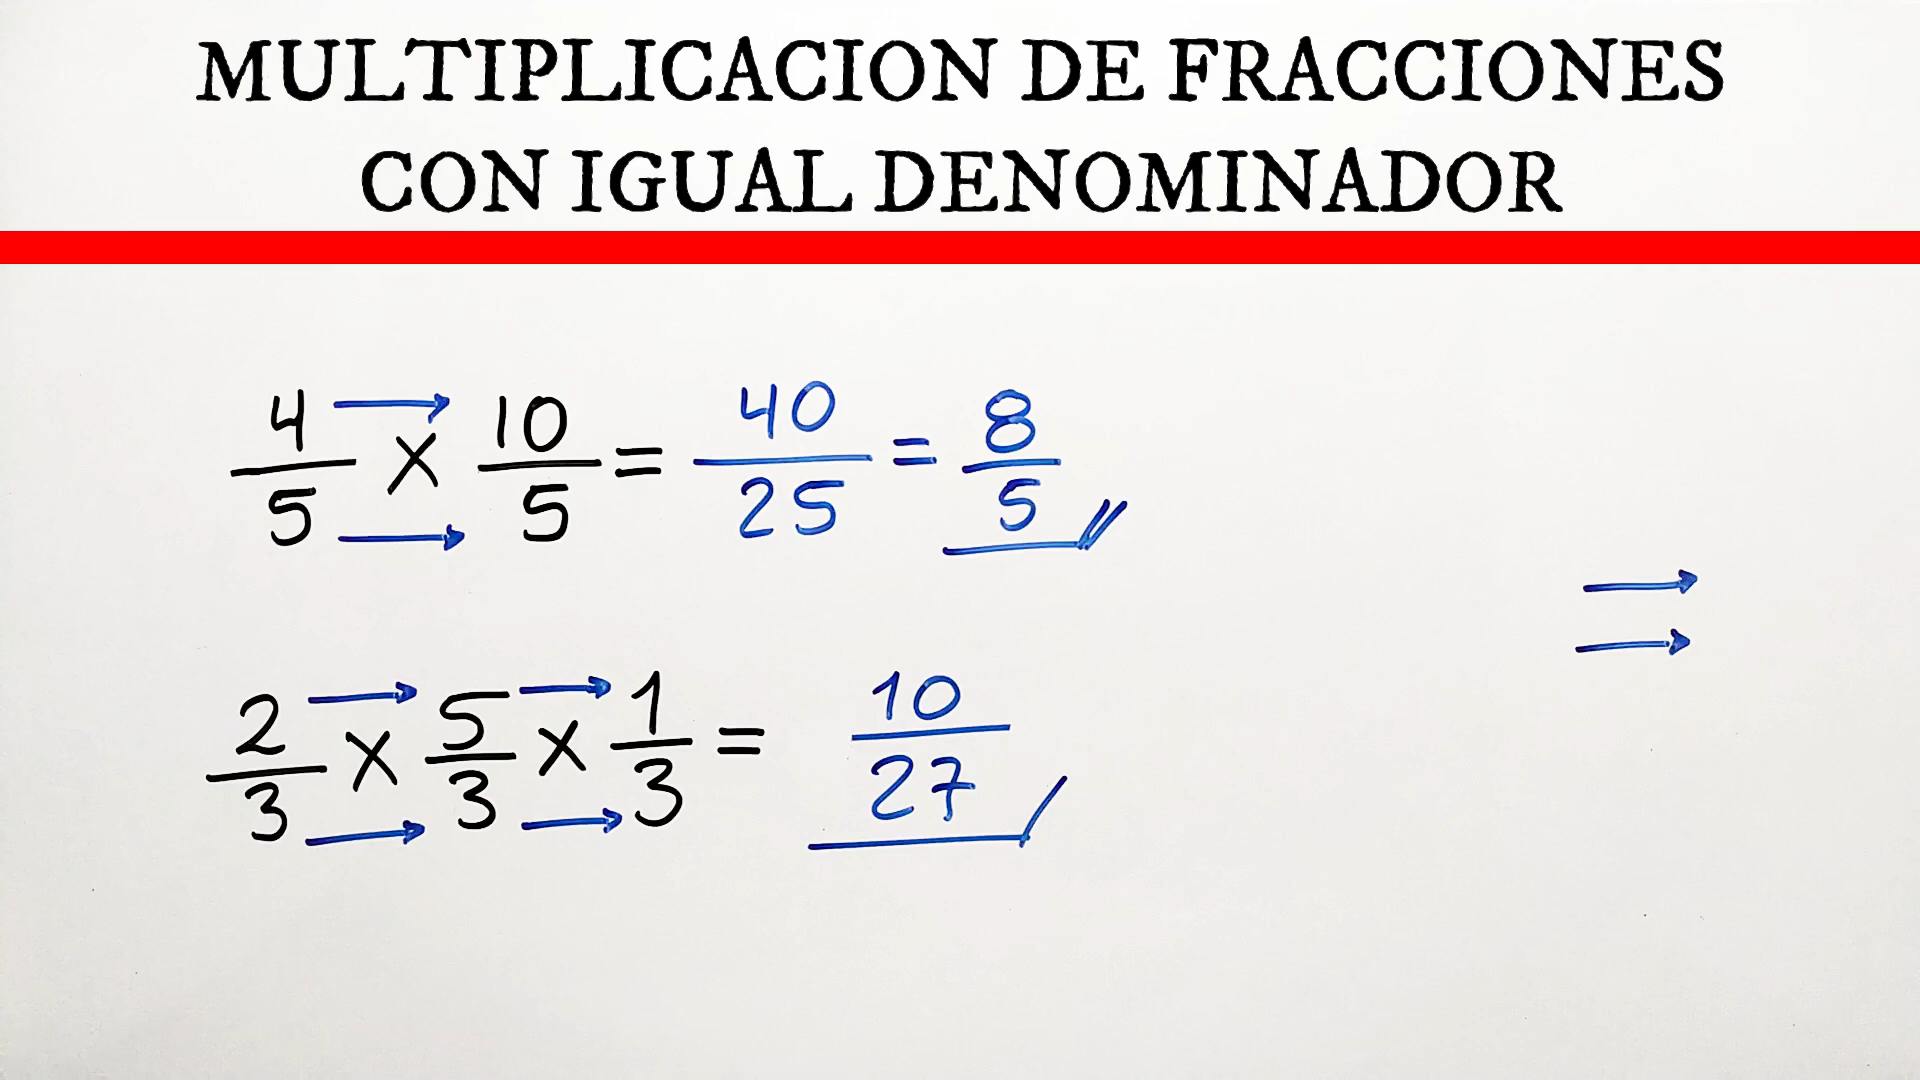 MULTIPLICACION DE FRACCIONES
CON IGUAL DENOMINADOR
4/5 x 10/5 = 40/25 = 8/5
2/3 x 5/3 x 1/3 = 10/27